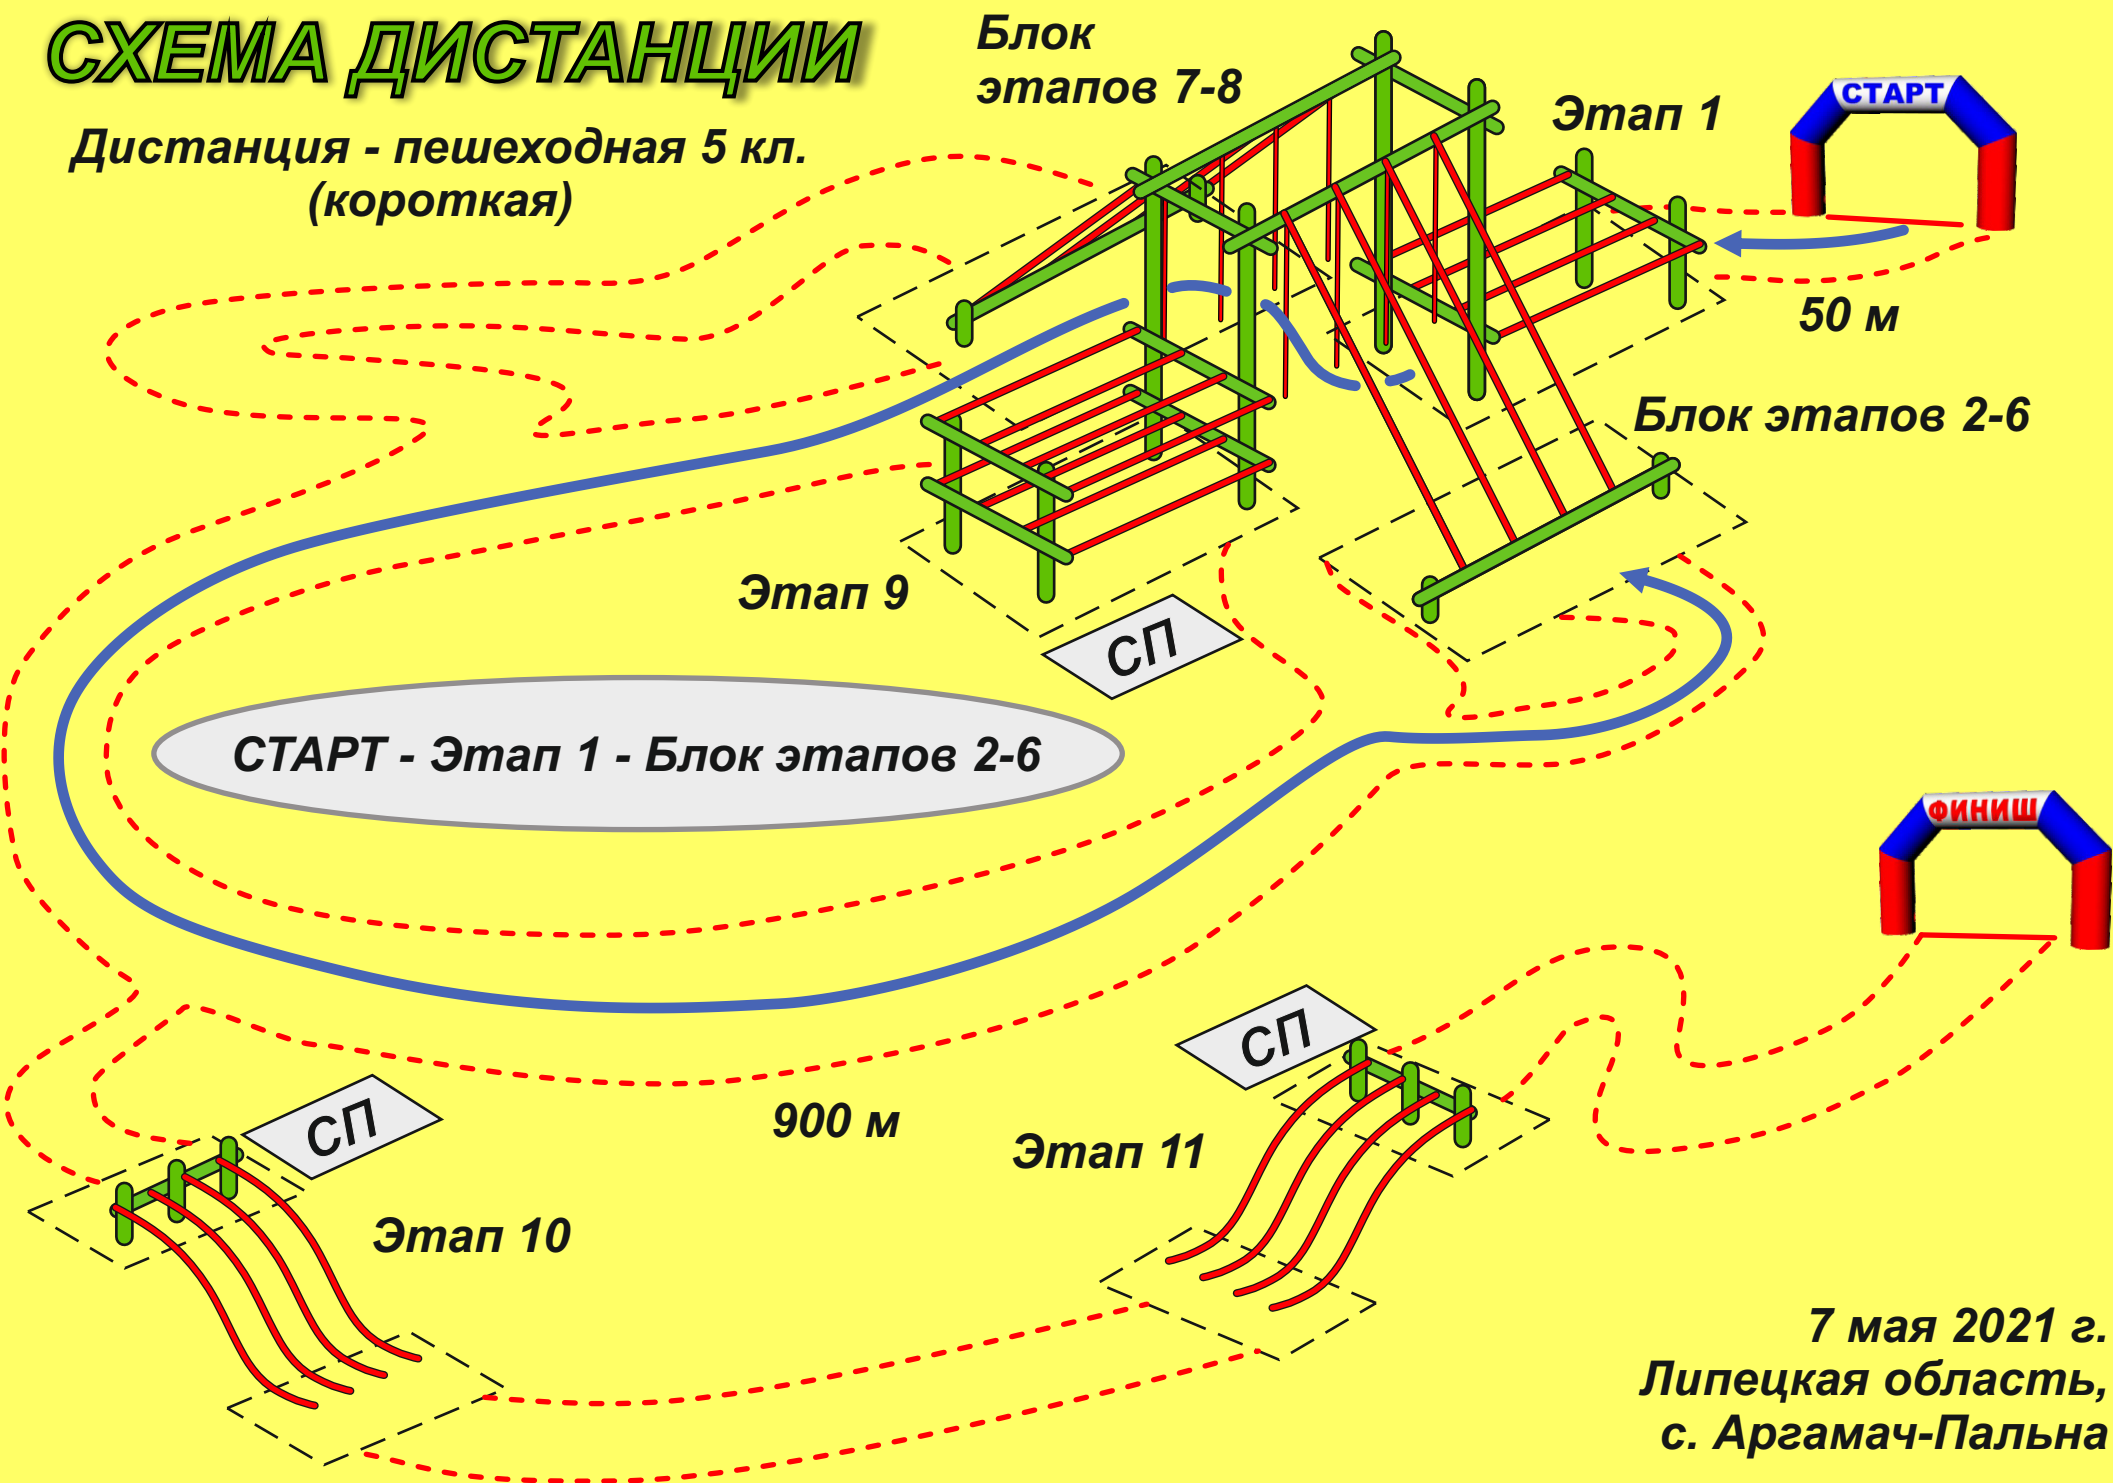 СХЕМА ДИСТАНЦИИ
Дистанция - пешеходная 5 кл.
(короткая)
Блок
этапов 7-8
Этап 1
СТАРТ
50 м
Блок этапов 2-6
Этап 9
СП
СТАРТ - Этап 1 - Блок этапов 2-6
ФИНИШ
СП
СП
900 м
Этап 11
Этап 10
7 мая 2021 г.
Липецкая область,
с. Аргамач-Пальна